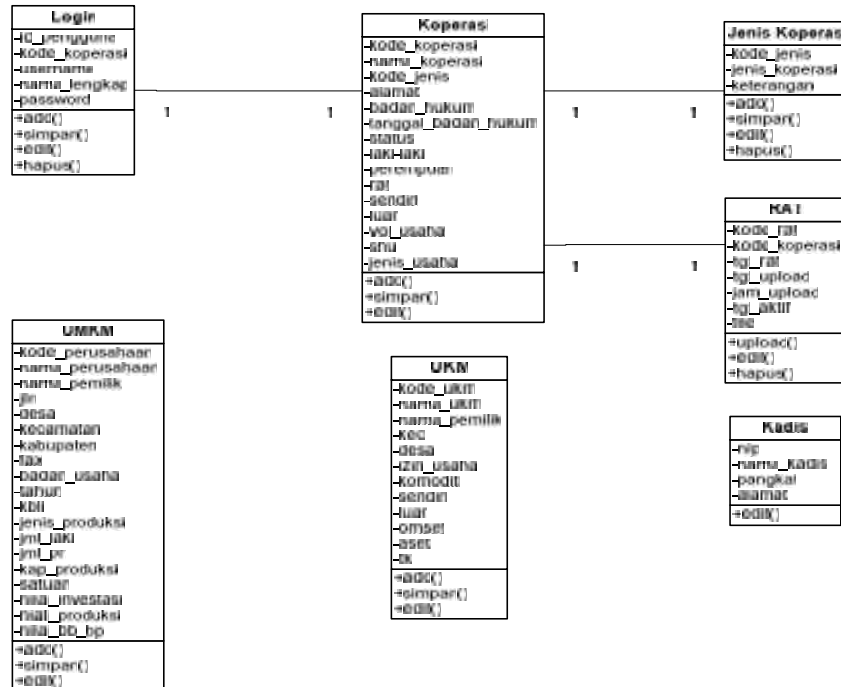 Login
-id_pengguna
-kode_koperasi
-username
-nama_lengkap
-password
+add()
+simpan()
+edit()
+hapus()
1
1
Koperasi
-kode_koperasi
-nama_koperasi
-kode_jenis
-alamat
-badan_hukum
-tanggal_badan_hukum
-status
-laki-laki
-perempuan
-rat
-sendiri
-luar
-vol_usaha
-shu
-jenis_usaha
+add()
+simpan()
+edit()
1
1
1
1
Jenis Koperas
-kode_jenis
-jenis_koperasi
-keterangan
+add()
+simpan()
+edit()
+hapus()
RAT
-kode_rat
-kode_koperasi
-tgl_rat
-tgl_upload
-jam_upload
-tgl_aktif
-file
+upload()
+edit()
+hapus()
UMKM
-kode_perusahaan
-nama_perusahaan
-nama_pemilik
-jln
-desa
-kecamatan
-kabupaten
-fax
-badan_usaha
-tahun
-kbli
-jenis_produksi
-jml_laki
-jml_pr
-kap_produksi
-satuan
-nilai_investasi
-nilai_produksi
-nilai_bb_bp
+add()
+simpan()
+edit()
UKM
-kode_ukm
-nama_ukm
-nama_pemilik
-kec
-desa
-izin_usaha
-komoditi
-sendiri
-luar
-omset
-aset
-tk
+add()
+simpan()
+edit()
Kadis
-nip
-nama_kadis
-pangkat
-alamat
+edit()